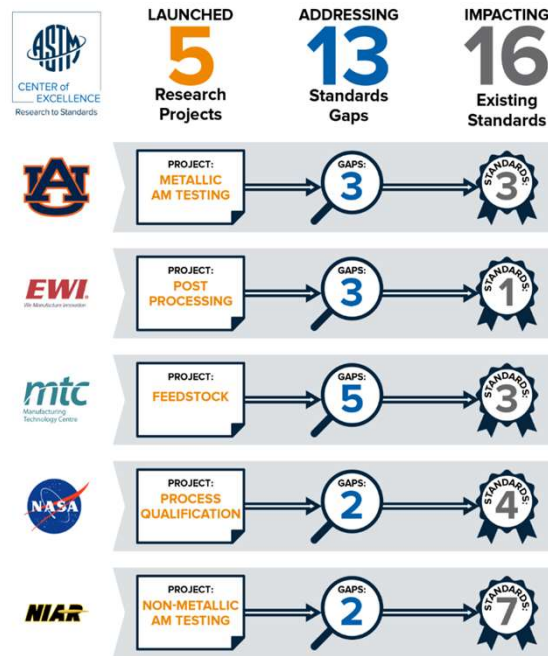 ASTM
CENTER of
EXCELLENCE
Research to Standards
LAUNCHED
5
Research
Projects
ADDRESSING
13
Standards
Gaps
IMPACTING
16
Existing
Standards
AU
PROJECT:
METALLIC
AM TESTING
GAPS:
3
STANDARDS:
3
EWI
We Manufacture Innovation
PROJECT:
POST
PROCESSING
GAPS:
3
STANDARDS:
1
mtc
Manufacturing
Technology Centre
PROJECT:
FEEDSTOCK
GAPS:
5
STANDARDS:
3
NASA
PROJECT:
PROCESS
QUALIFICATION
GAPS:
2
STANDARDS:
4
NIAR
PROJECT:
NON-METALLIC
AM TESTING
GAPS:
2
STANDARDS:
7